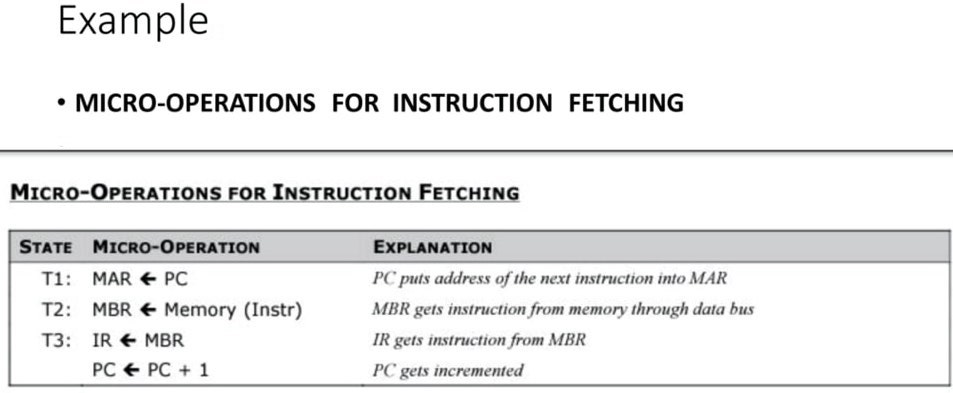 Example
• MICRO-OPERATIONS FOR INSTRUCTION FETCHING
MICRO-OPERATIONS FOR INSTRUCTION FETCHING
STATE MICRO-OPERATION EXPLANATION
T1: MAR ← PC PC puts address of the next instruction into MAR
T2: MBR ← Memory (Instr) MBR gets instruction from memory through data bus
T3: IR ← MBR IR gets instruction from MBR
PC ← PC + 1 PC gets incremented